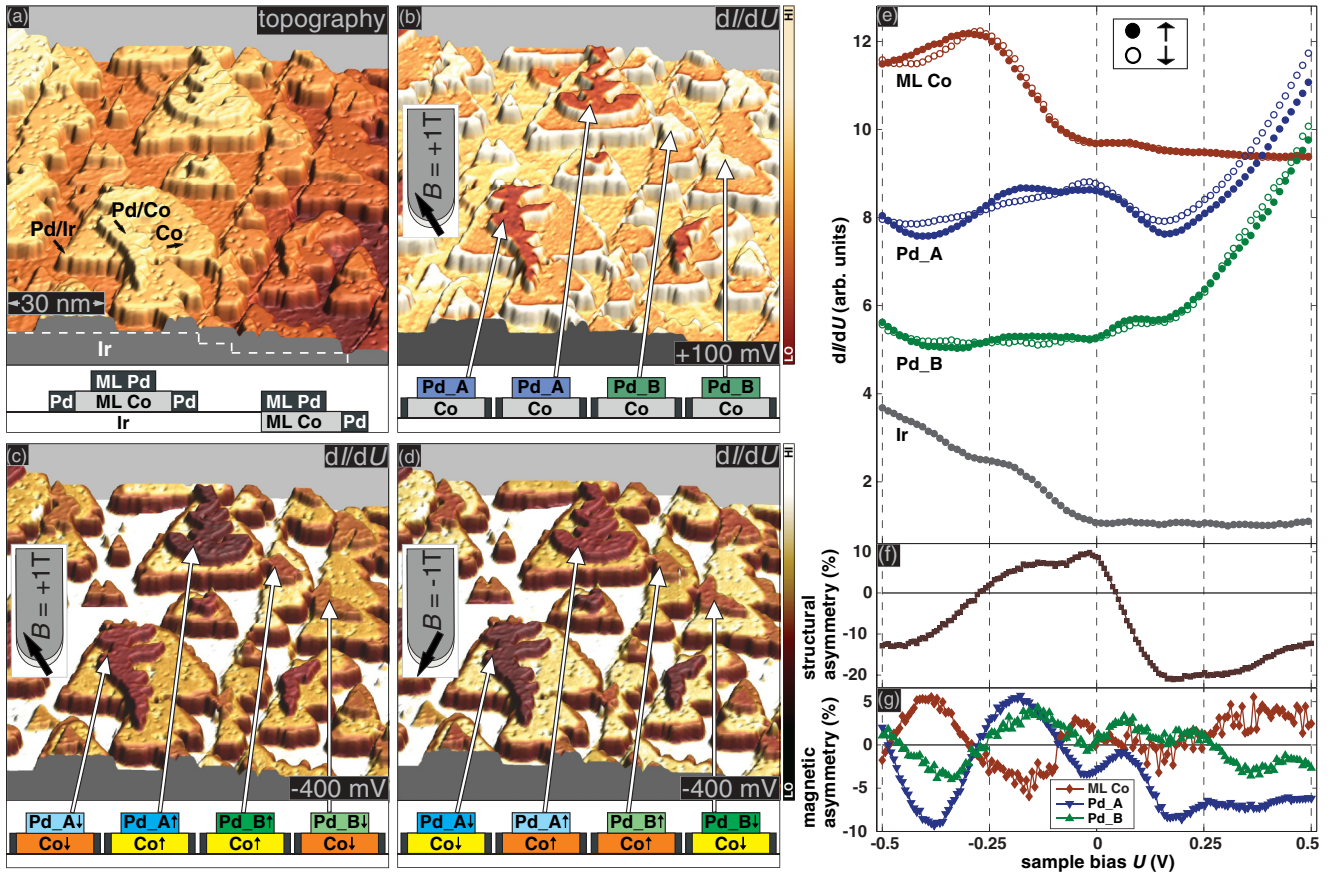 (a) topography
Pd/Co
Pd/Ir
Co
30 nm
Ir
ML Pd
Pd ML Co Pd
Ir
ML Pd
ML Co Pd
(b) dI/dU
HI
B = +1T
+100 mV
LO
Pd_A Pd_A Pd_B Pd_B
Co Co Co Co
(c) dI/dU
B = +1T
-400 mV
Pd_A↓ Pd_A↑ Pd_B↑ Pd_B↓
Co↓ Co↑ Co↑ Co↓
(d) dI/dU
HI
B = -1T
-400 mV
LO
Pd_A↓ Pd_A↑ Pd_B↑ Pd_B↓
Co↓ Co↑ Co↑ Co↓
(e)
↑
↓
ML Co
Pd_A
Pd_B
Ir
12
10
8
6
4
2
dI/dU (arb. units)
(f)
10
0
-10
-20
structural
asymmetry (%)
(g)
5
0
-5
-10
magnetic
asymmetry (%)
ML Co
Pd_A
Pd_B
-0.5 -0.25 0 0.25 0.5
sample bias U (V)